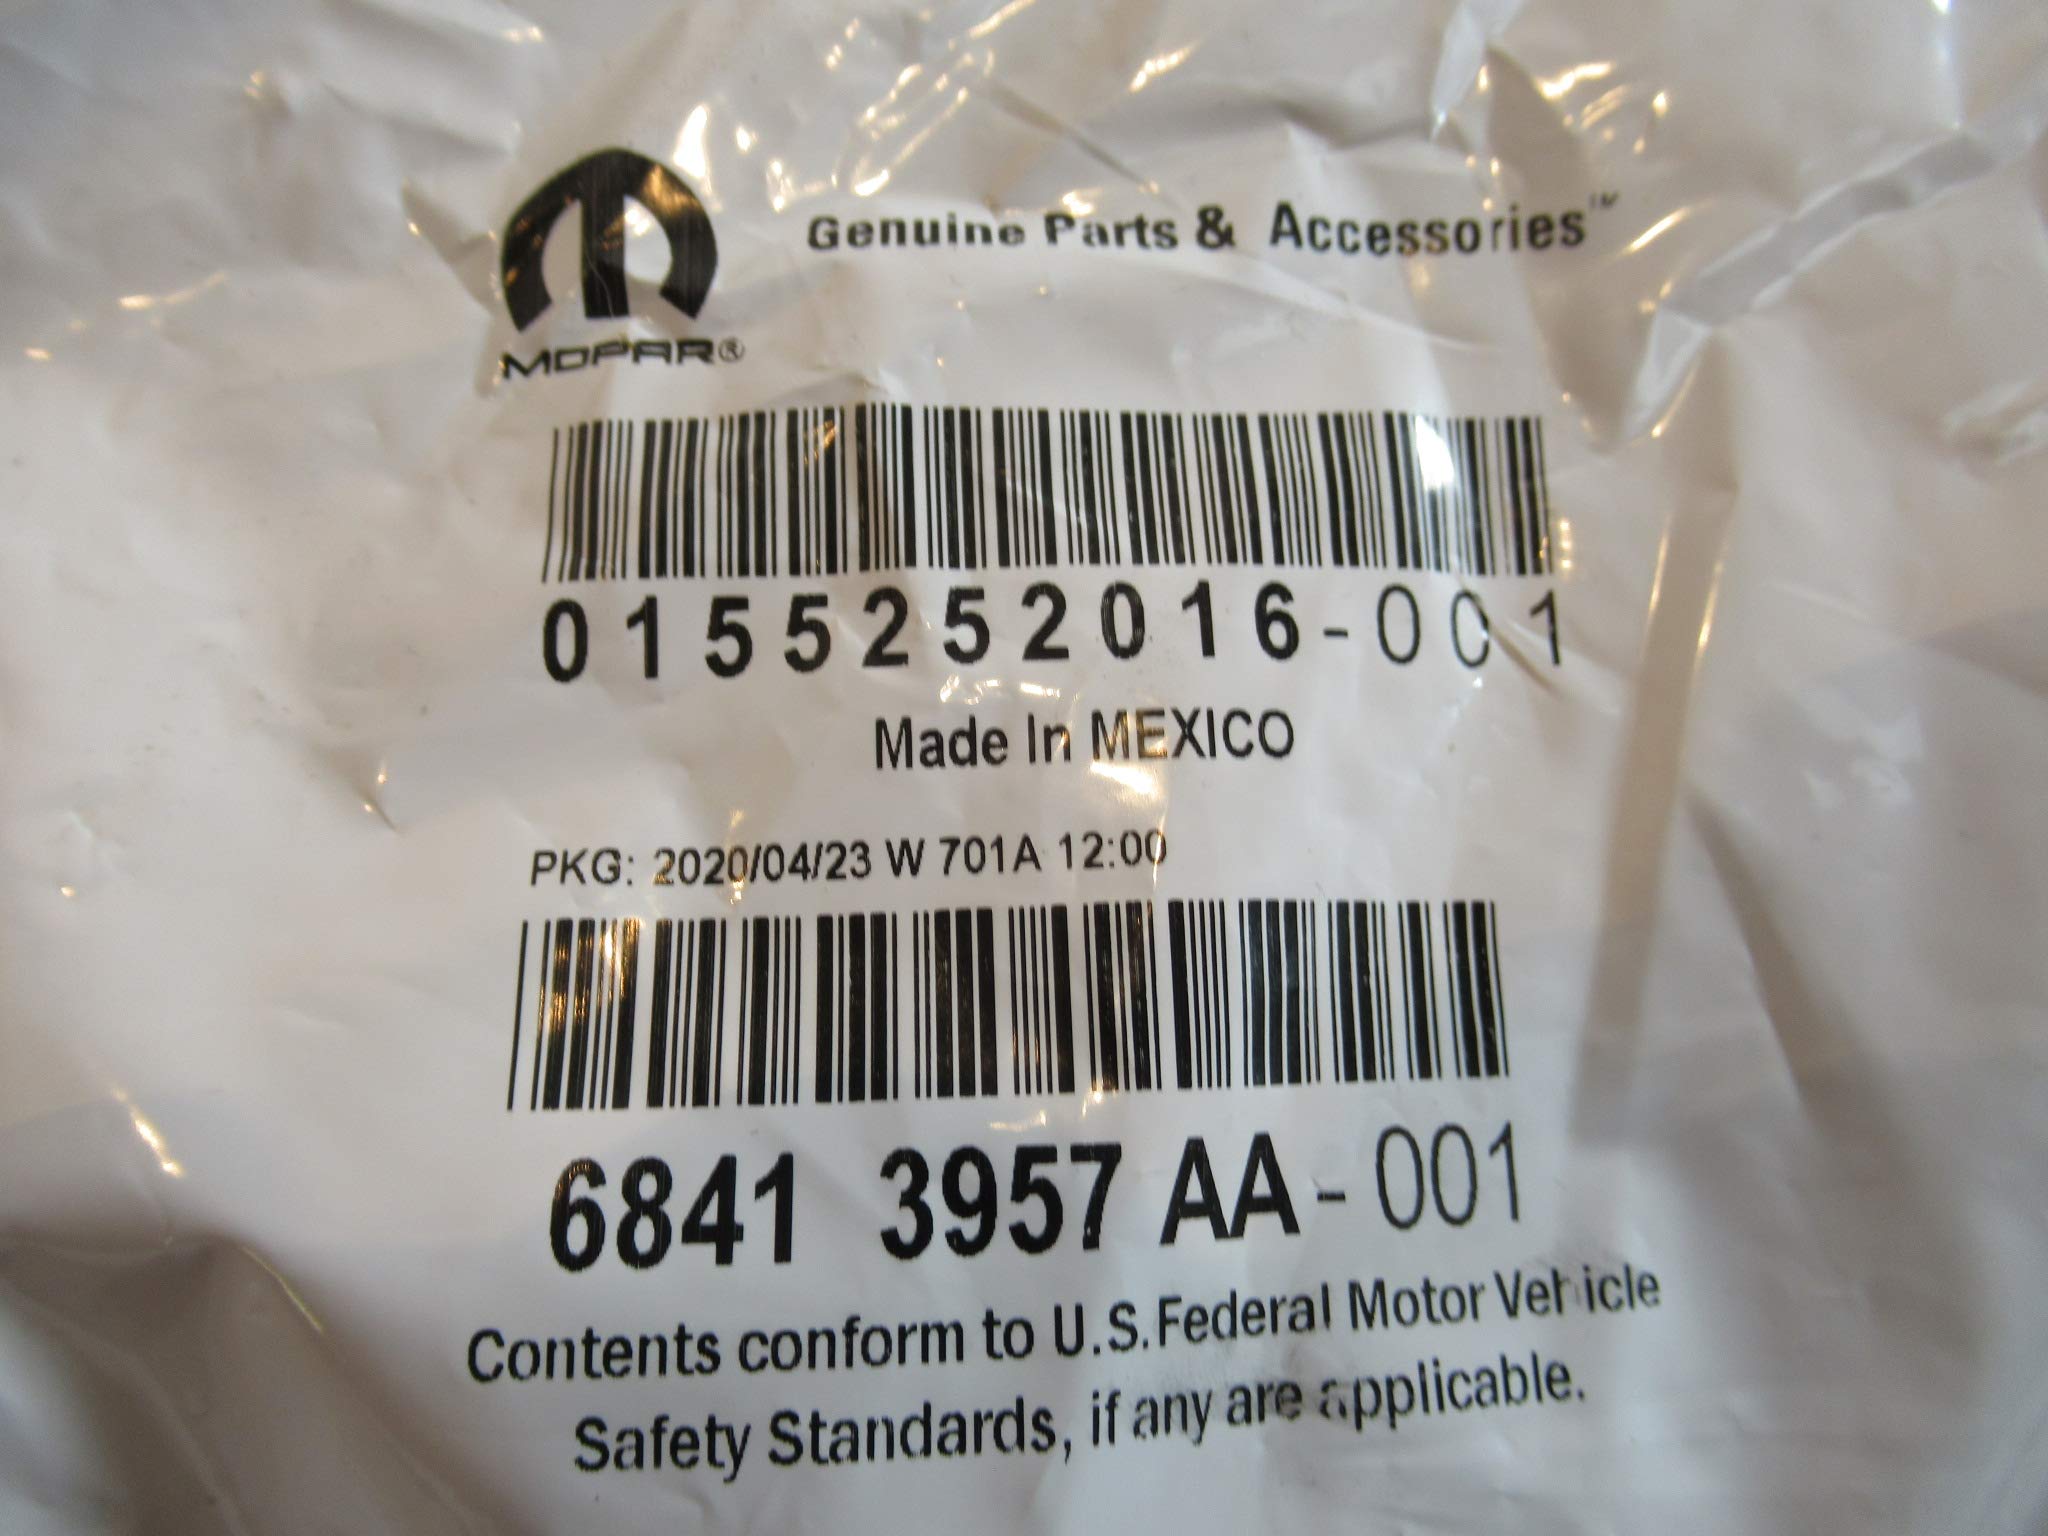 Genuine Parts & Accessories™
MOPAR®
0155252016-001
Made In MEXICO
PKG: 2020/04/23 W 701A 12:00
6841 3957 AA-001
Contents conform to U.S.Federal Motor Vehicle
Safety Standards, if any are applicable.